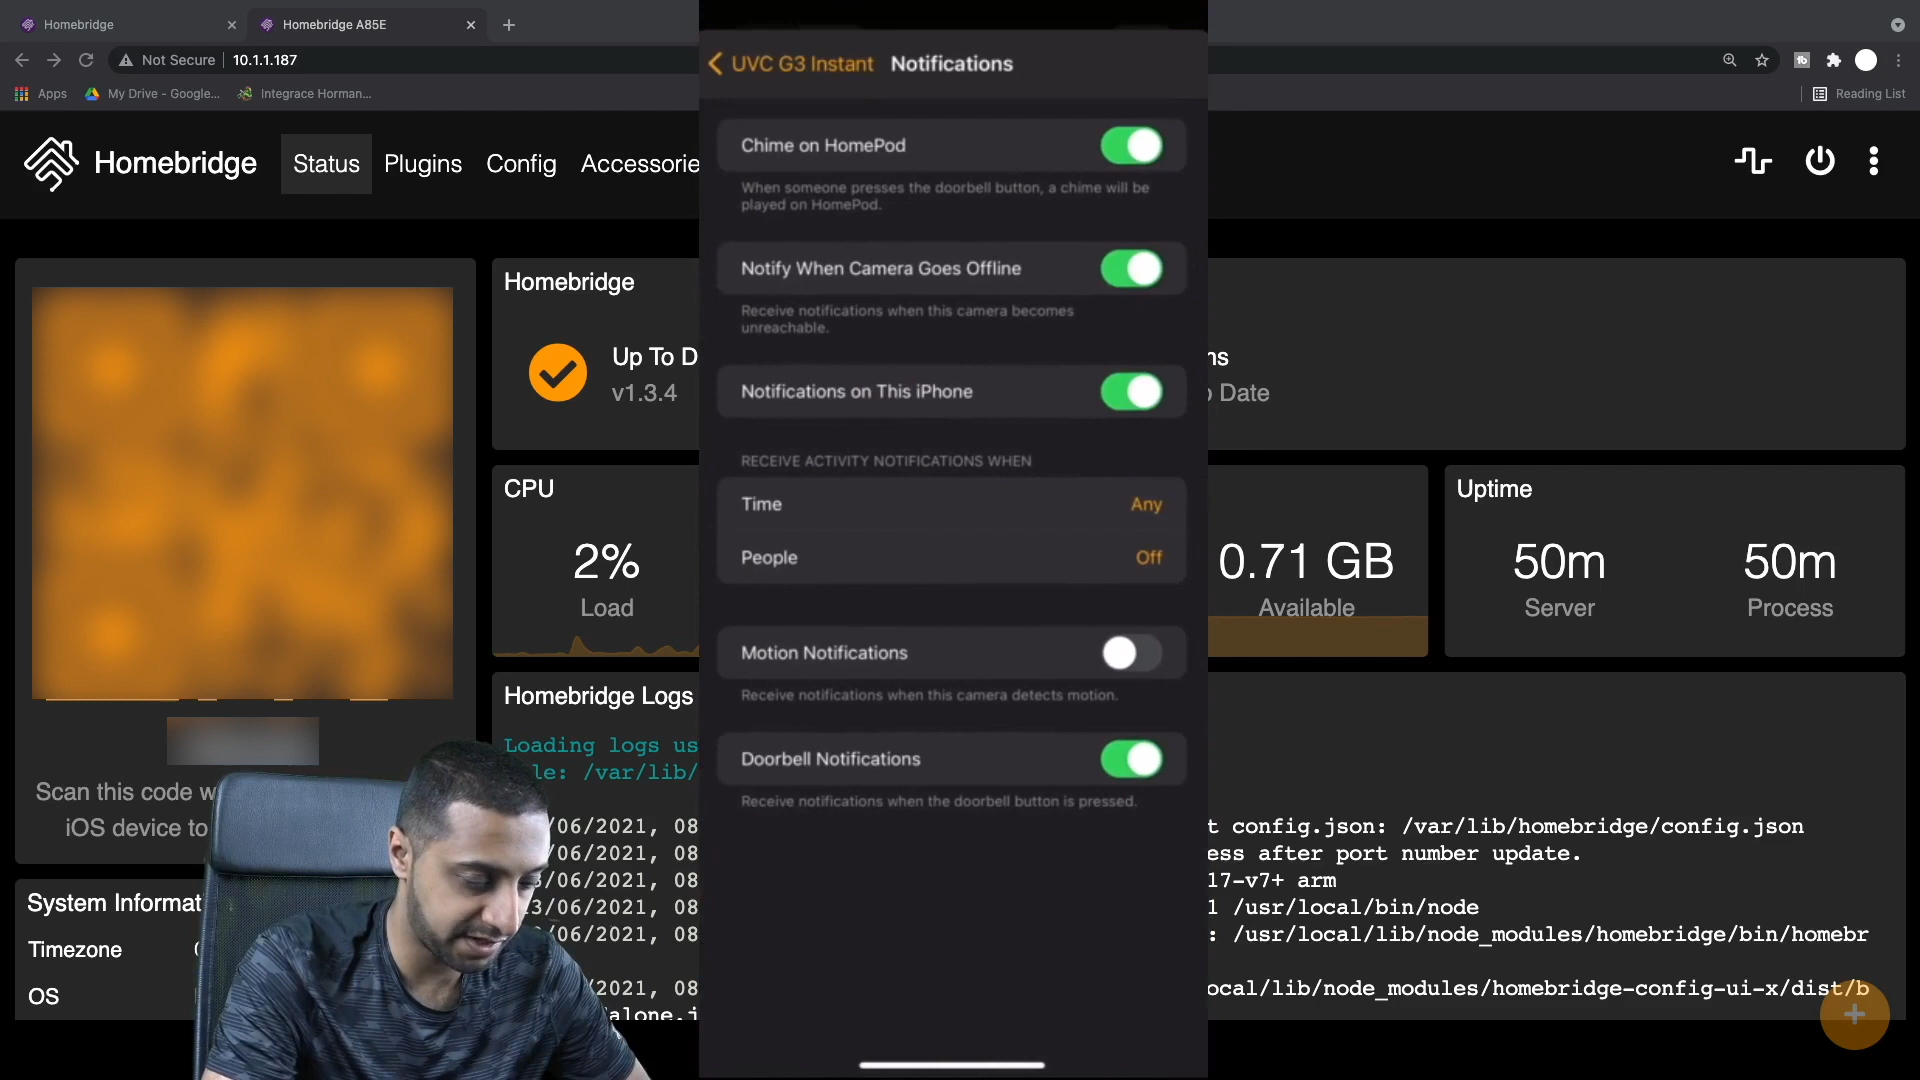 Homebridge
Homebridge A85E
Not Secure
10.1.1.187
Apps
My Drive - Google...
Integrace Horman...
Reading List
Homebridge
Status
Plugins
Config
Accessorie
UVC G3 Instant
Notifications
Chime on HomePod
When someone presses the doorbell button, a chime will be
played on HomePod.
Notify When Camera Goes Offline
Receive notifications when this camera becomes
unreachable.
Notifications on This iPhone
RECEIVE ACTIVITY NOTIFICATIONS WHEN
Time
Any
People
Off
Motion Notifications
Receive notifications when this camera detects motion.
Doorbell Notifications
Receive notifications when the doorbell button is pressed.
Scan this code w
iOS device to
System Informat
Timezone
OS
Homebridge
Up To D
v1.3.4
ns
Date
CPU
2%
Load
0.71 GB
Available
Uptime
50m
Server
50m
Process
Homebridge Logs
Loading logs us
le: /var/lib/
/06/2021, 08
t config.json: /var/lib/homebridge/config.json
/06/2021, 08
ess after port number update.
3/06/2021, 08
17-v7+ arm
3/06/2021, 08
1 /usr/local/bin/node
/06/2021, 08
: /usr/local/lib/node_modules/homebridge/bin/homebr
/2021, 08
ocal/lib/node_modules/homebridge-config-ui-x/dist/b
alone.j